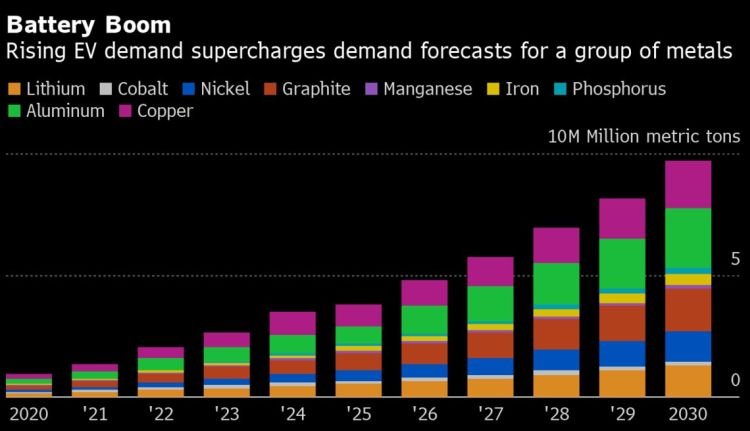 Battery Boom
Rising EV demand supercharges demand forecasts for a group of metals
Lithium Cobalt Nickel Graphite Manganese Iron Phosphorus
Aluminum Copper
10M Million metric tons
5
0
2020 '21 '22 '23 '24 '25 '26 '27 '28 '29 2030